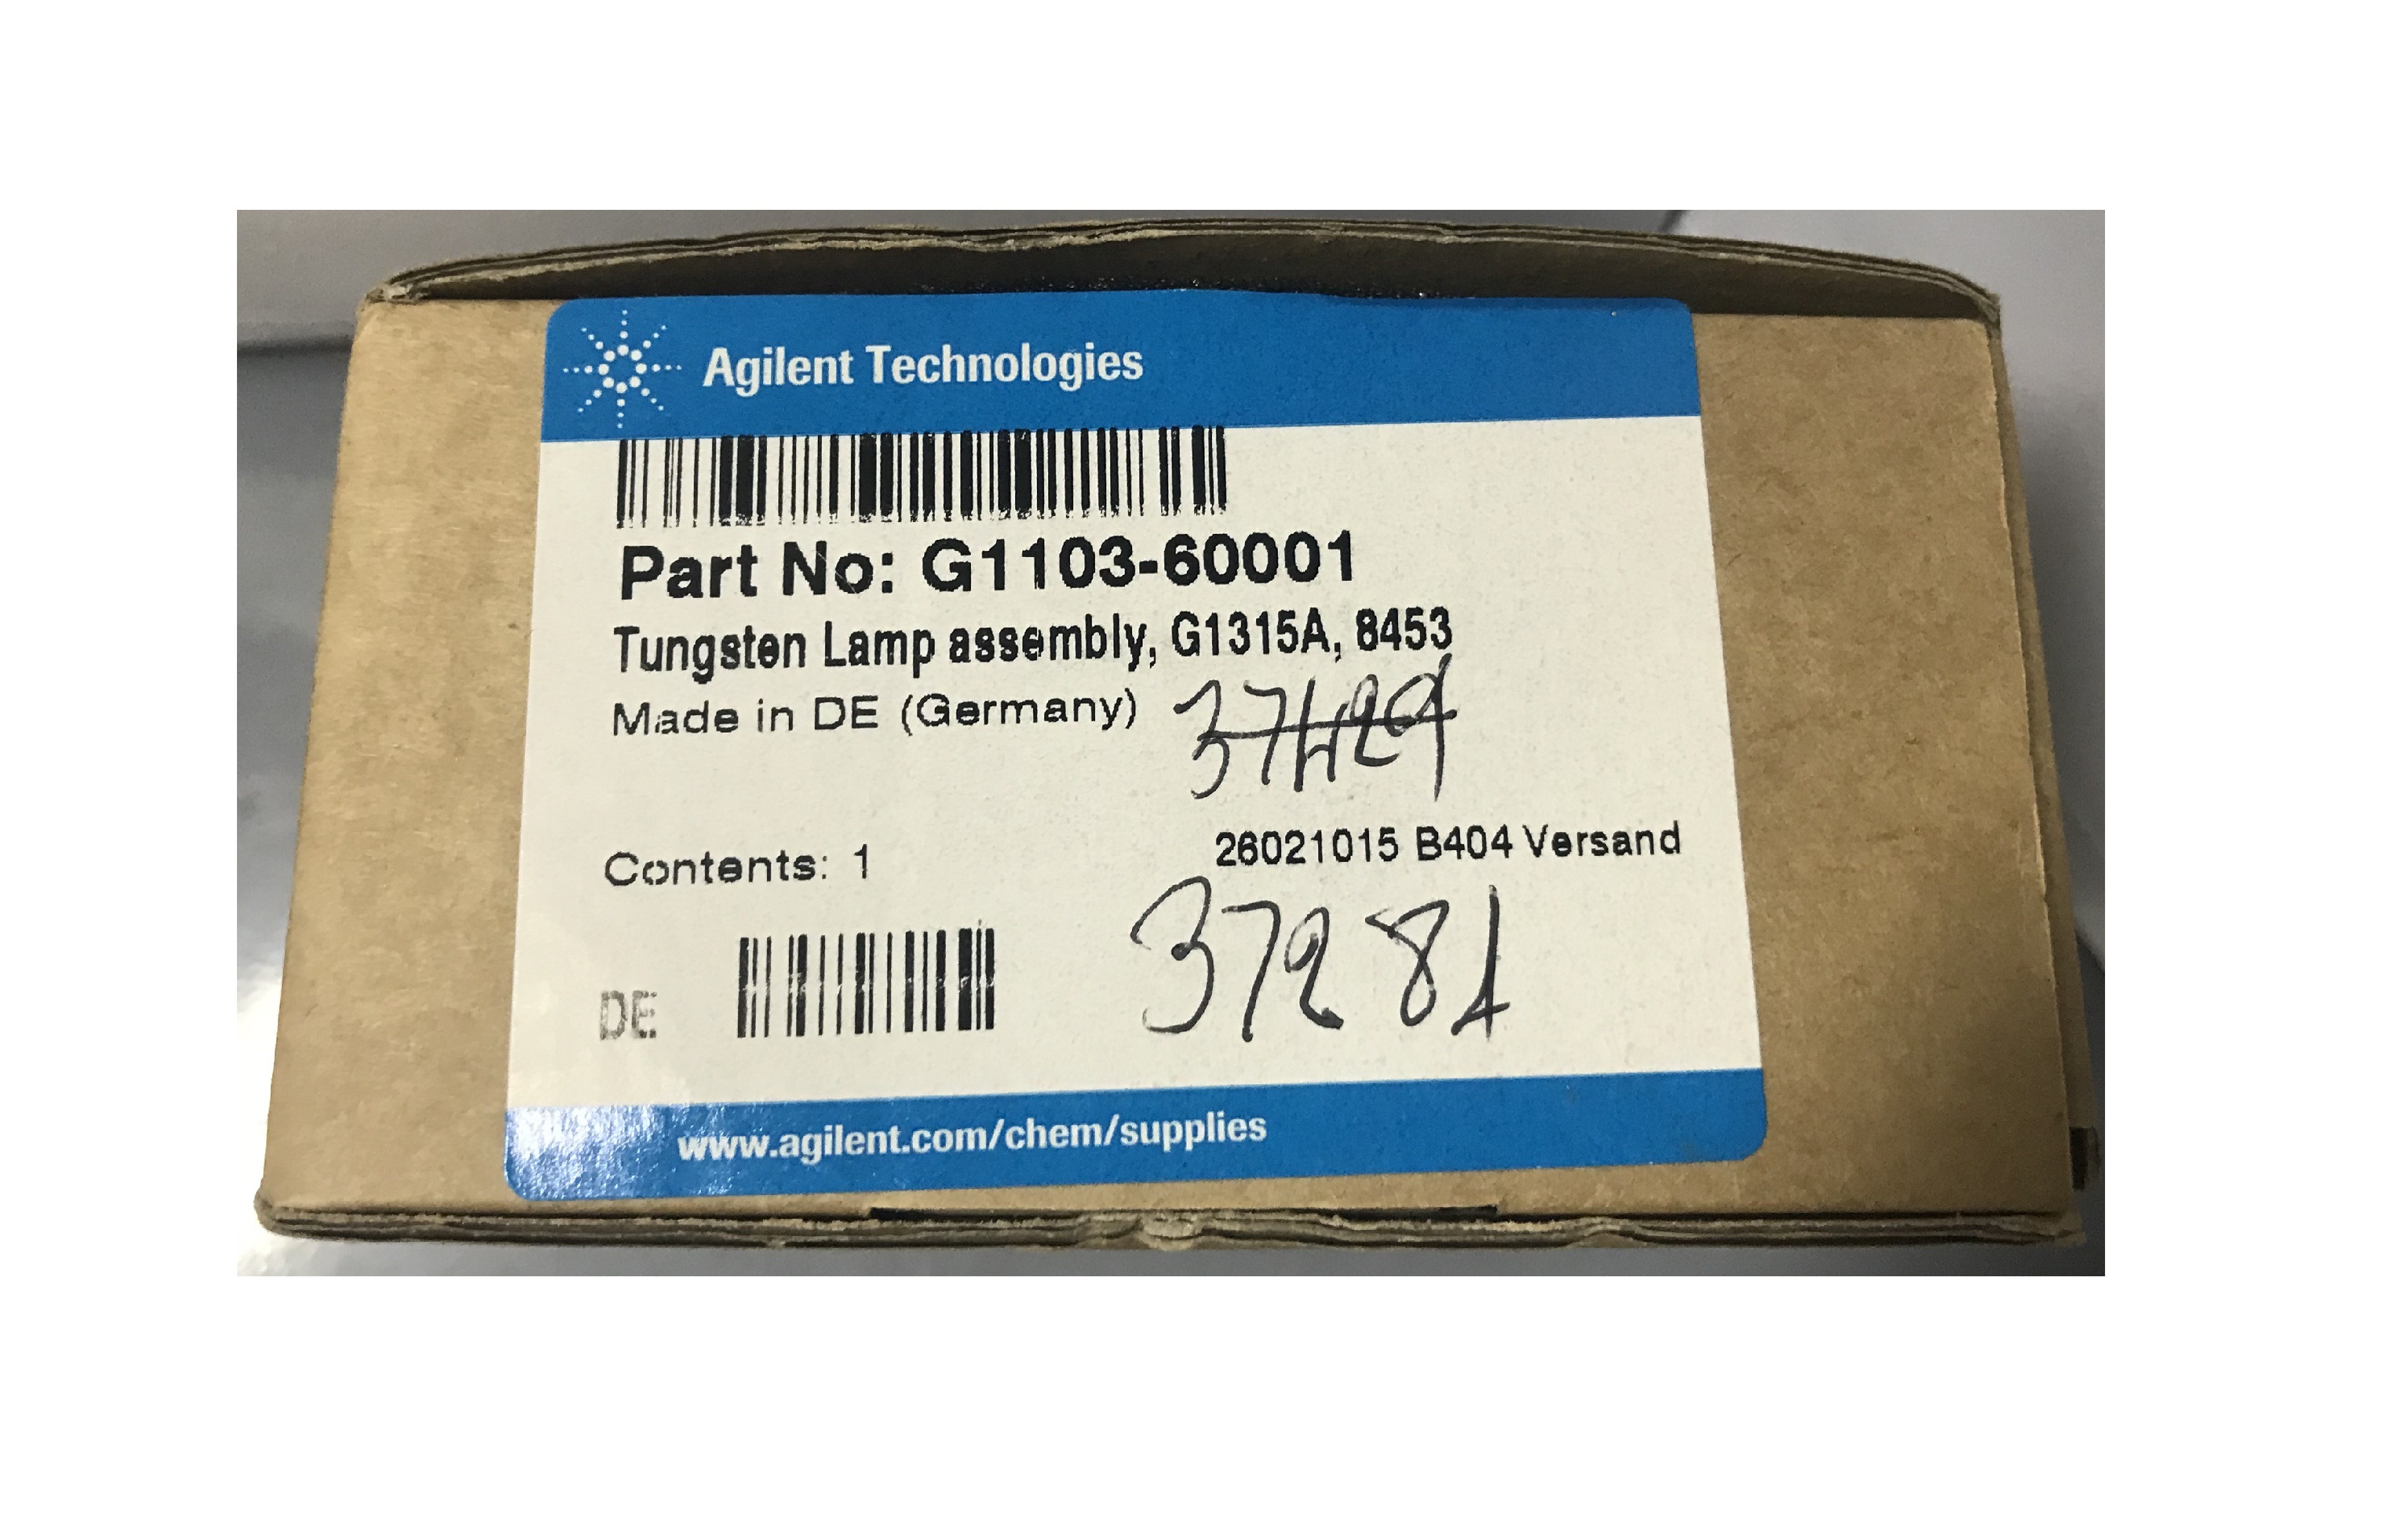 Agilent Technologies
Part No: G1103-60001
Tungsten Lamp assembly, G1315A, 8453
Made in DE (Germany)
37429
Contents: 1
26021015 B404 Versand
37281
DE
www.agilent.com/chem/supplies